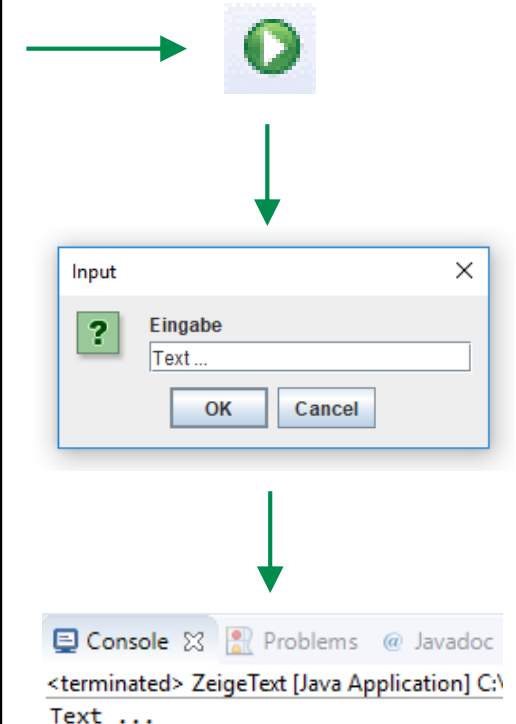 Input
?
Eingabe
Text ...
OK Cancel
Console Problems @ Javadoc
<terminated> ZeigeText [Java Application] C:\
Text ...